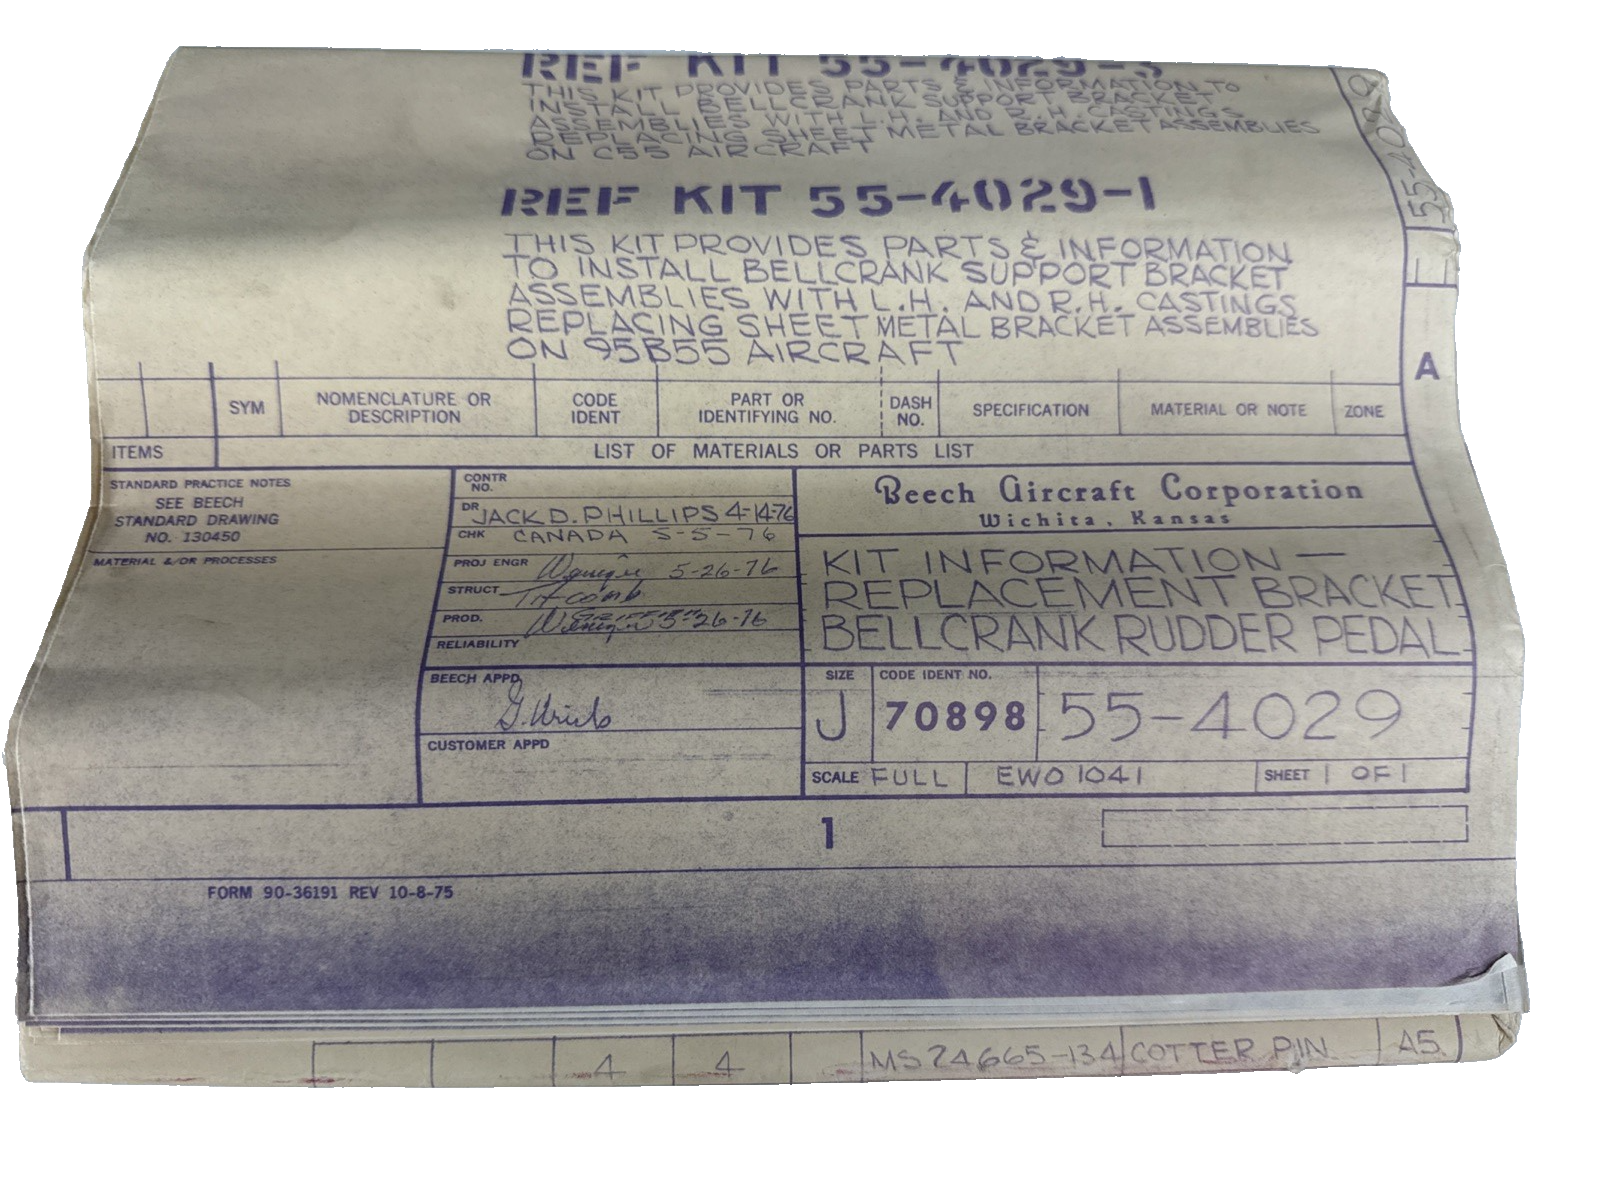 REF KIT 55-4029-3
THIS KIT PROVIDES PARTS & INFORMATION TO
INSTALL BELLCRANK SUPPORT BRACKET
ASSEMBLIES WITH L.H. AND R.H. CASTINGS
REPLACING SHEET METAL BRACKET ASSEMBLIES
ON C55 AIRCRAFT
REF KIT 55-4029-1
THIS KIT PROVIDES PARTS & INFORMATION
TO INSTALL BELLCRANK SUPPORT BRACKET
ASSEMBLIES WITH L.H. AND R.H. CASTINGS
REPLACING SHEET METAL BRACKET ASSEMBLIES
ON 95B55 AIRCRAFT
55-4029
A
SYM
NOMENCLATURE OR
DESCRIPTION
CODE
IDENT
PART OR
IDENTIFYING NO.
DASH
NO.
SPECIFICATION
MATERIAL OR NOTE
ZONE
ITEMS
LIST OF MATERIALS OR PARTS LIST
STANDARD PRACTICE NOTES
SEE BEECH
STANDARD DRAWING
NO. 130450
MATERIAL &/OR PROCESSES
CONTR
NO.
DR JACK D. PHILLIPS 4-14-76
CHK CANADA 5-5-76
PROJ ENGR 5-26-76
STRUCT Titcomb
PROD. 5-26-76
RELIABILITY
BEECH APPD
CUSTOMER APPD
Beech Aircraft Corporation
Wichita, Kansas
KIT INFORMATION —
REPLACEMENT BRACKET
BELLCRANK RUDDER PEDAL
SIZE
J
CODE IDENT NO.
70898
55-4029
SCALE FULL
EWO 1041
SHEET 1 OF 1
1
FORM 90-36191 REV 10-8-75
4 4 MS 24665-134 COTTER PIN A5